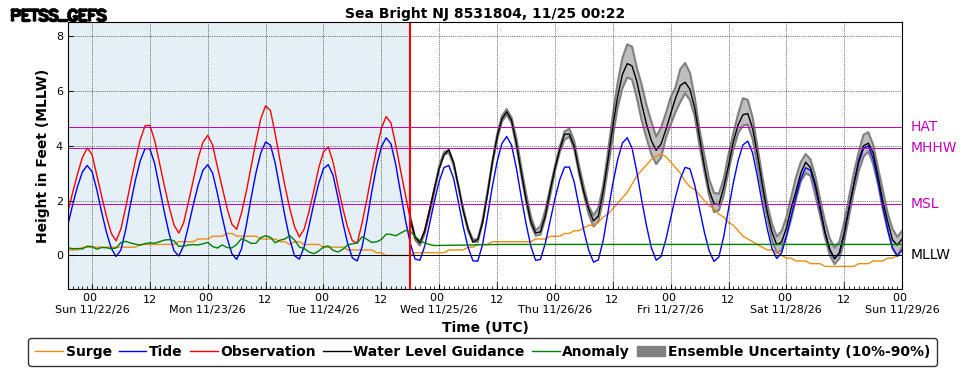 PETSS_GEFS
Sea Bright NJ 8531804, 11/25 00:22
Height in Feet (MLLW)
8
6
4
2
0
HAT
MHHW
MSL
MLLW
00 12 00 12 00 12 00 12 00 12 00 12 00 12 00
Sun 11/22/26 Mon 11/23/26 Tue 11/24/26 Wed 11/25/26 Thu 11/26/26 Fri 11/27/26 Sat 11/28/26 Sun 11/29/26
Time (UTC)
Surge Tide Observation Water Level Guidance Anomaly Ensemble Uncertainty (10%-90%)